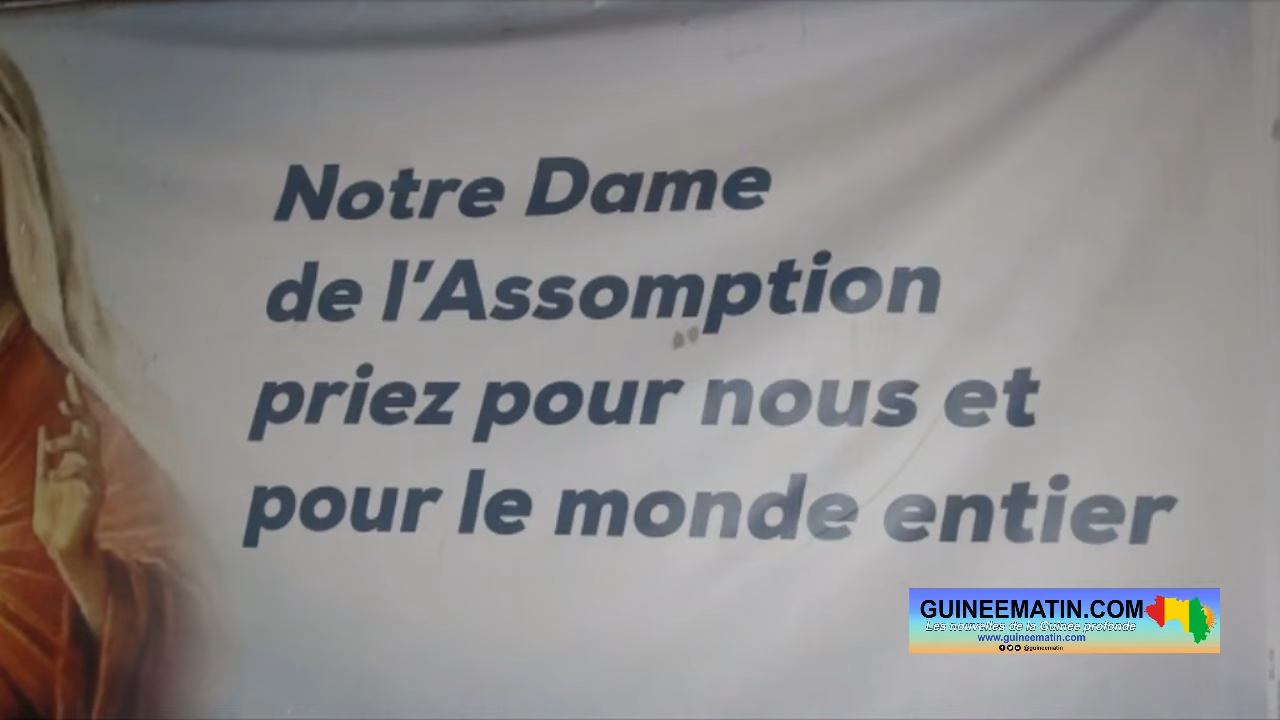 Notre Dame
de l'Assomption
priez pour nous et
pour le monde entier
GUINEEMATIN.COM
Les nouvelles de la Guinée profonde
www.guineematin.com
@guineematin